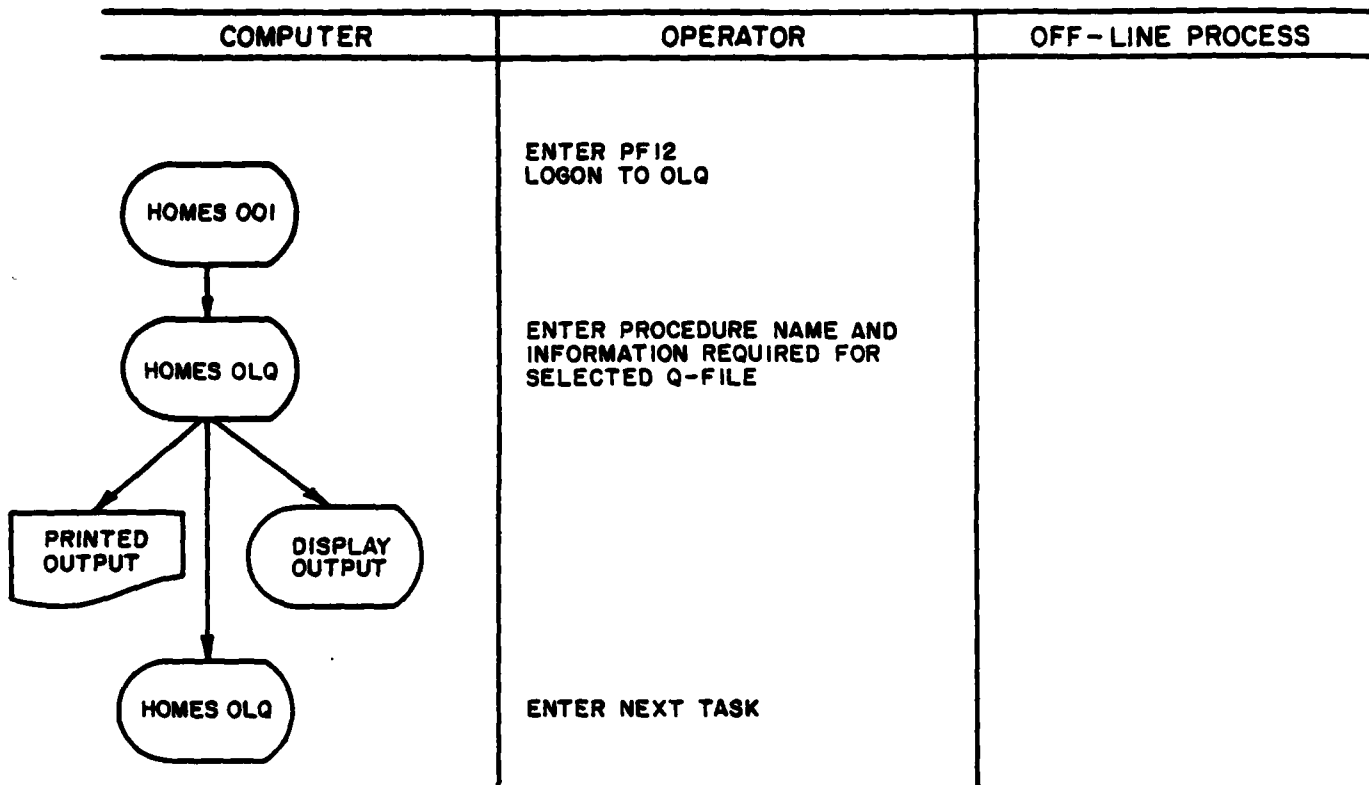 COMPUTER
OPERATOR
OFF-LINE PROCESS
ENTER PF12
LOGON TO OLQ
HOMES 001
ENTER PROCEDURE NAME AND
INFORMATION REQUIRED FOR
SELECTED Q-FILE
HOMES OLQ
PRINTED
OUTPUT
DISPLAY
OUTPUT
HOMES OLQ
ENTER NEXT TASK